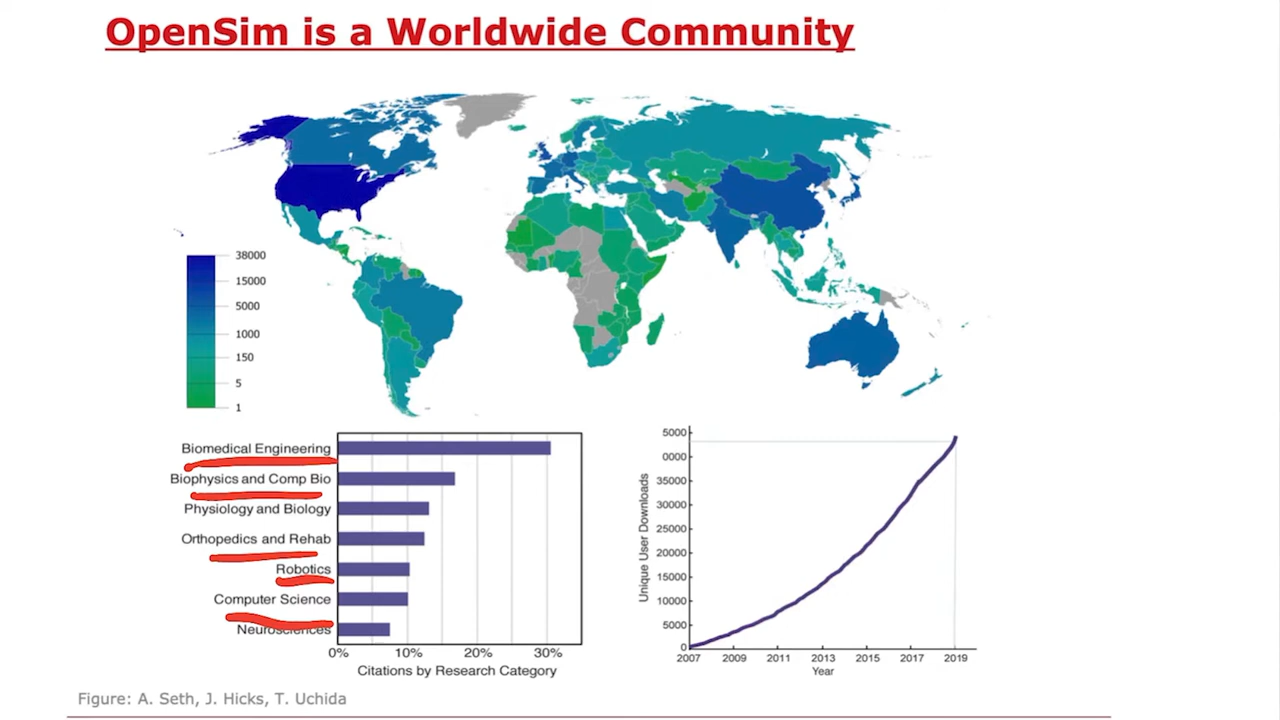 OpenSim is a Worldwide Community
38000
15000
5000
1000
150
5
1
Biomedical Engineering
Biophysics and Comp Bio
Physiology and Biology
Orthopedics and Rehab
Robotics
Computer Science
Neurosciences
0% 10% 20% 30%
Citations by Research Category
Unique User Downloads
5000
0000
35000
30000
25000
20000
15000
10000
5000
0
2007 2009 2011 2013 2015 2017 2019
Year
Figure: A. Seth, J. Hicks, T. Uchida